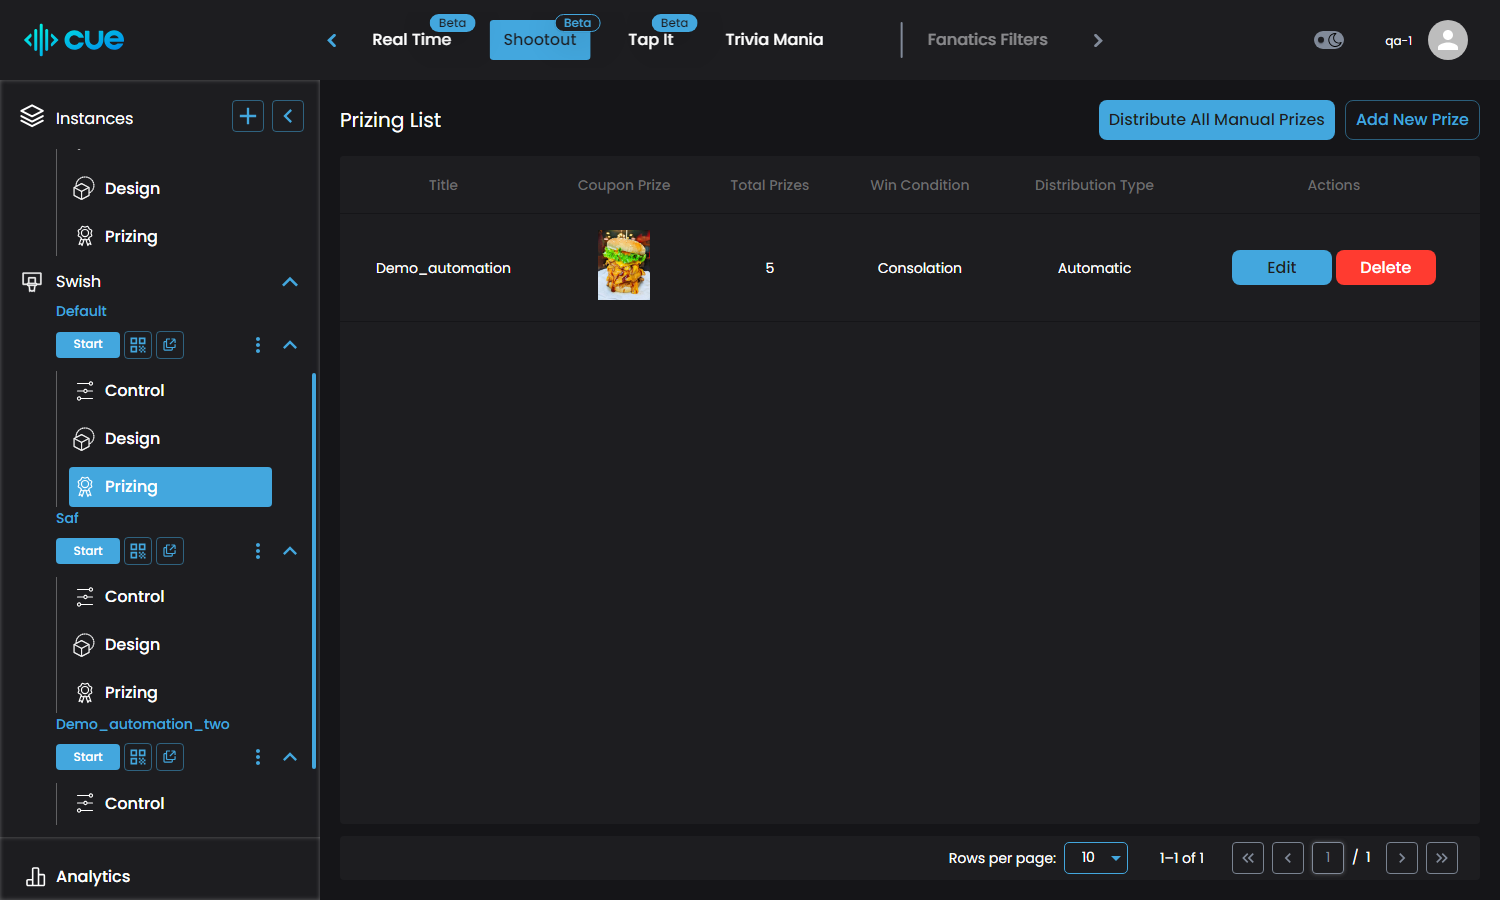 cue
Real Time
Beta
Shootout
Beta
Tap It
Beta
Trivia Mania
Fanatics Filters
qa-1
Instances
Design
Prizing
Swish
Default
Start
Control
Design
Prizing
Saf
Start
Control
Design
Prizing
Demo_automation_two
Start
Control
Analytics
Prizing List
Distribute All Manual Prizes
Add New Prize
Title Coupon Prize Total Prizes Win Condition Distribution Type Actions
Demo_automation 5 Consolation Automatic Edit Delete
Rows per page: 10 1–1 of 1 1 / 1